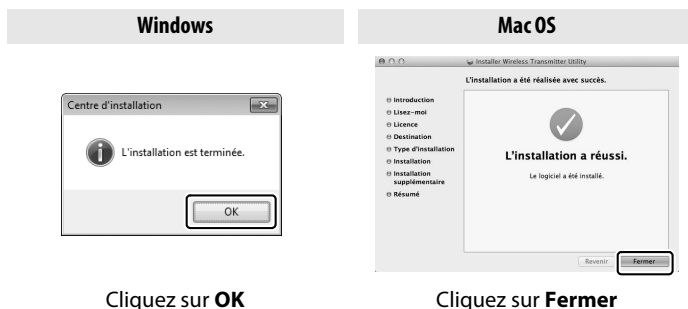 Windows
Centre d'installation
L'installation est terminée.
OK
Cliquez sur OK
Mac OS
Installer Wireless Transmitter Utility
L'installation a été réalisée avec succès.
Introduction
Lisez-moi
Licence
Destination
Type d'installation
Installation
Installation
supplémentaire
Résumé
L'installation a réussi.
Le logiciel a été installé.
Revenir
Fermer
Cliquez sur Fermer